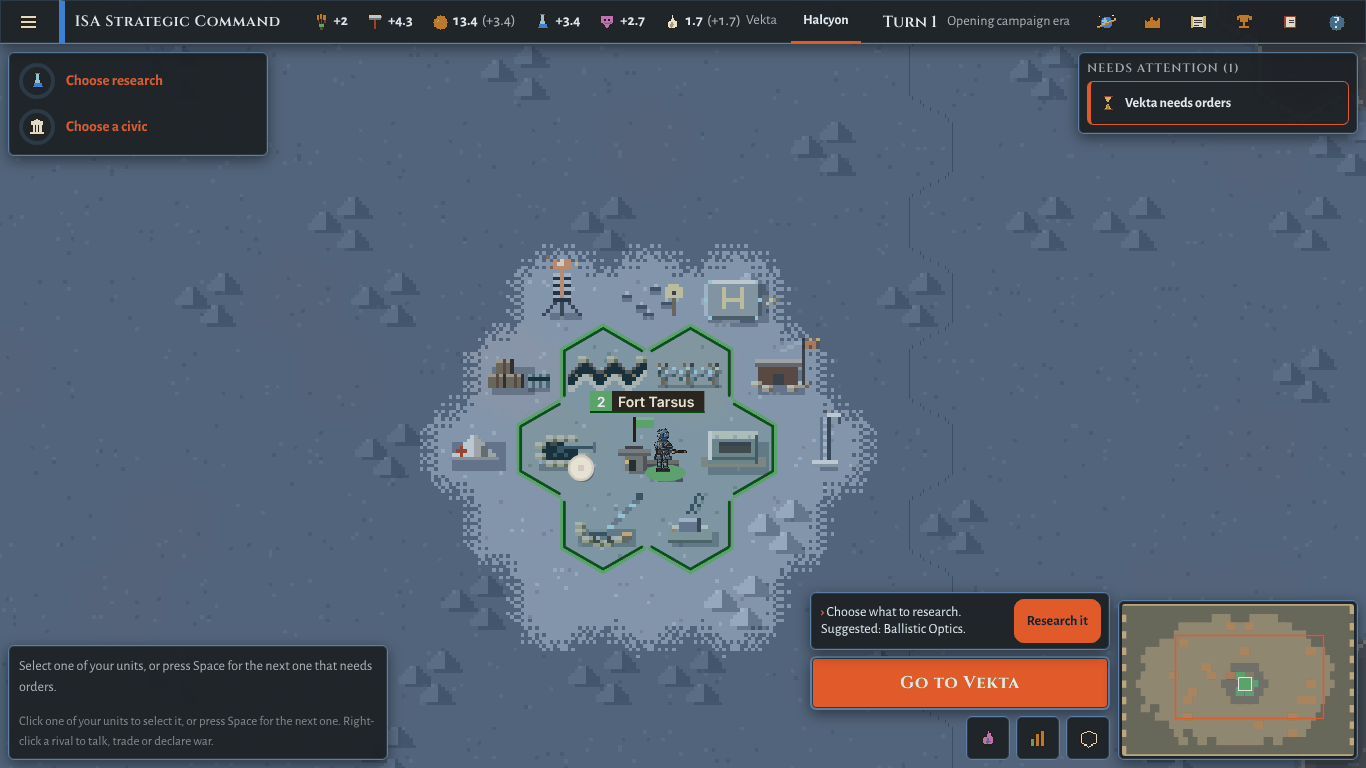 ISA Strategic Command
+2
+4.3
13.4 (+3.4)
+3.4
+2.7
1.7 (+1.7) Vekta
Halcyon
Turn 1 Opening campaign era
Choose research
Choose a civic
Needs Attention (1)
Vekta needs orders
H
2 Fort Tarsus
› Choose what to research.
Suggested: Ballistic Optics.
Research it
Go to Vekta
Select one of your units, or press Space for the next one that needs
orders.
Click one of your units to select it, or press Space for the next one. Right-
click a rival to talk, trade or declare war.